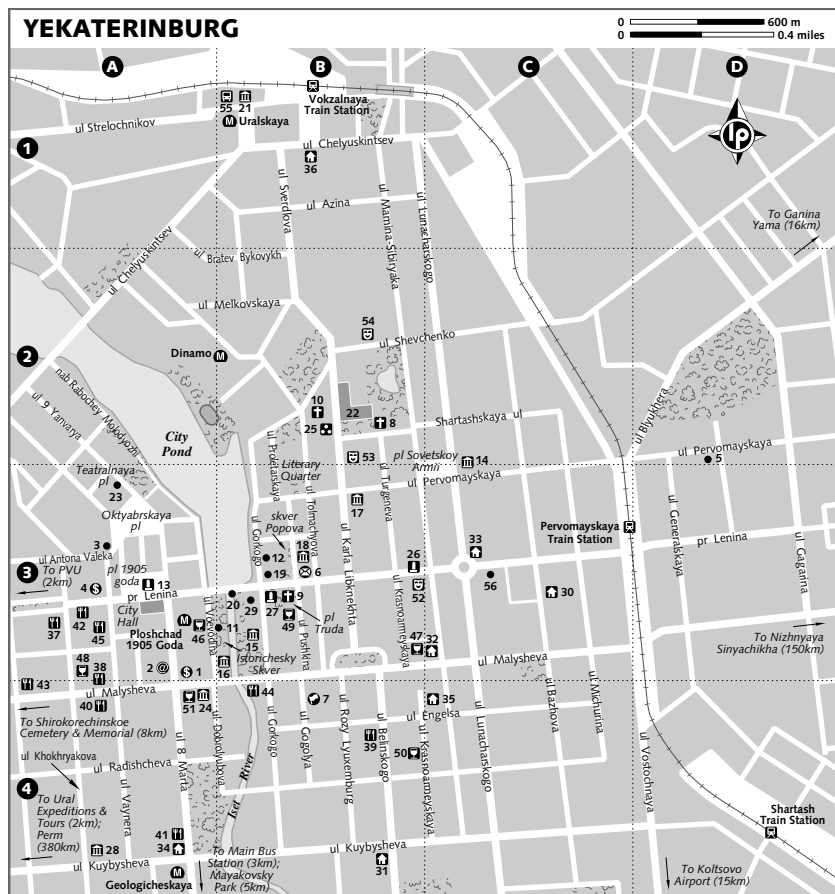 YEKATERINBURG
0 600 m
0 0.4 miles
A
B
C
D
1
2
3
4
lp
55 21
Vokzalnaya
Train Station
M Uralskaya
ul Strelochnikov
ul Chelyuskintsev
36
ul Sverdlova
ul Azina
ul Mamina-Sibiryaka
ul Lunacharskogo
To Ganina
Yama (16km)
ul Chelyuskintsev
ul Bratev Bykovykh
ul Melkovskaya
54
ul Shevchenko
Dinamo M
nab Rabochey Molodyozhi
ul 9 Yanvarya
City
Pond
10
22
25
8
Shartashskaya ul
ul Blyukhera
ul Proletarskaya
Literary
Quarter
53
pl Sovetskoy
Armii
14
ul Pervomayskaya
5
Teatralnaya
pl
23
Oktyabrskaya
pl
ul Tolmachyova
17
ul Turgeneva
ul Pervomayskaya
skver
Popova
ul Gorkogo
18
12
19
6
ul Karla Libknekhta
26
33
Pervomayskaya
Train Station
ul Generalskaya
pr Lenina
ul Gagarina
3
ul Antona Valeka
To PVU
(2km)
pl 1905
goda
4 $
13
pr Lenina
City
Hall
20
29
27
9
pl
Truda
49
52
56
30
37
42
45
Ploshchad
1905 Goda
M
46
ul Voevodina
11
15
Istorichesky
Skver
16
ul Pushkina
ul Krasnoarmeyskaya
47
32
To Nizhnyaya
Sinyachikha (150km)
48
38
2 @
$ 1
43
ul Malysheva
ul Malysheva
40
51 24
44
7
35
ul Engelsa
To Shirokorechinskoe
Cemetery & Memorial (8km)
ul Khokhryakova
ul Radishcheva
ul 8 Marta
ul Dobrolyubova
Iset River
ul Gorkogo
ul Gogolya
ul Rozy Lyuxemburg
39
ul Belinskogo
50
ul Krasnoarmeyskaya
ul Lunacharskogo
ul Bazhova
ul Michurina
ul Vostochnaya
To Ural
Expeditions &
Tours (2km);
Perm
(380km)
ul Vaynera
41
34
28
ul Kuybysheva
M
Geologicheskaya
To Main Bus
Station (3km);
Mayakovsky
Park (5km)
ul Kuybysheva
31
Shartash
Train Station
To Koltsovo
Airport (15km)